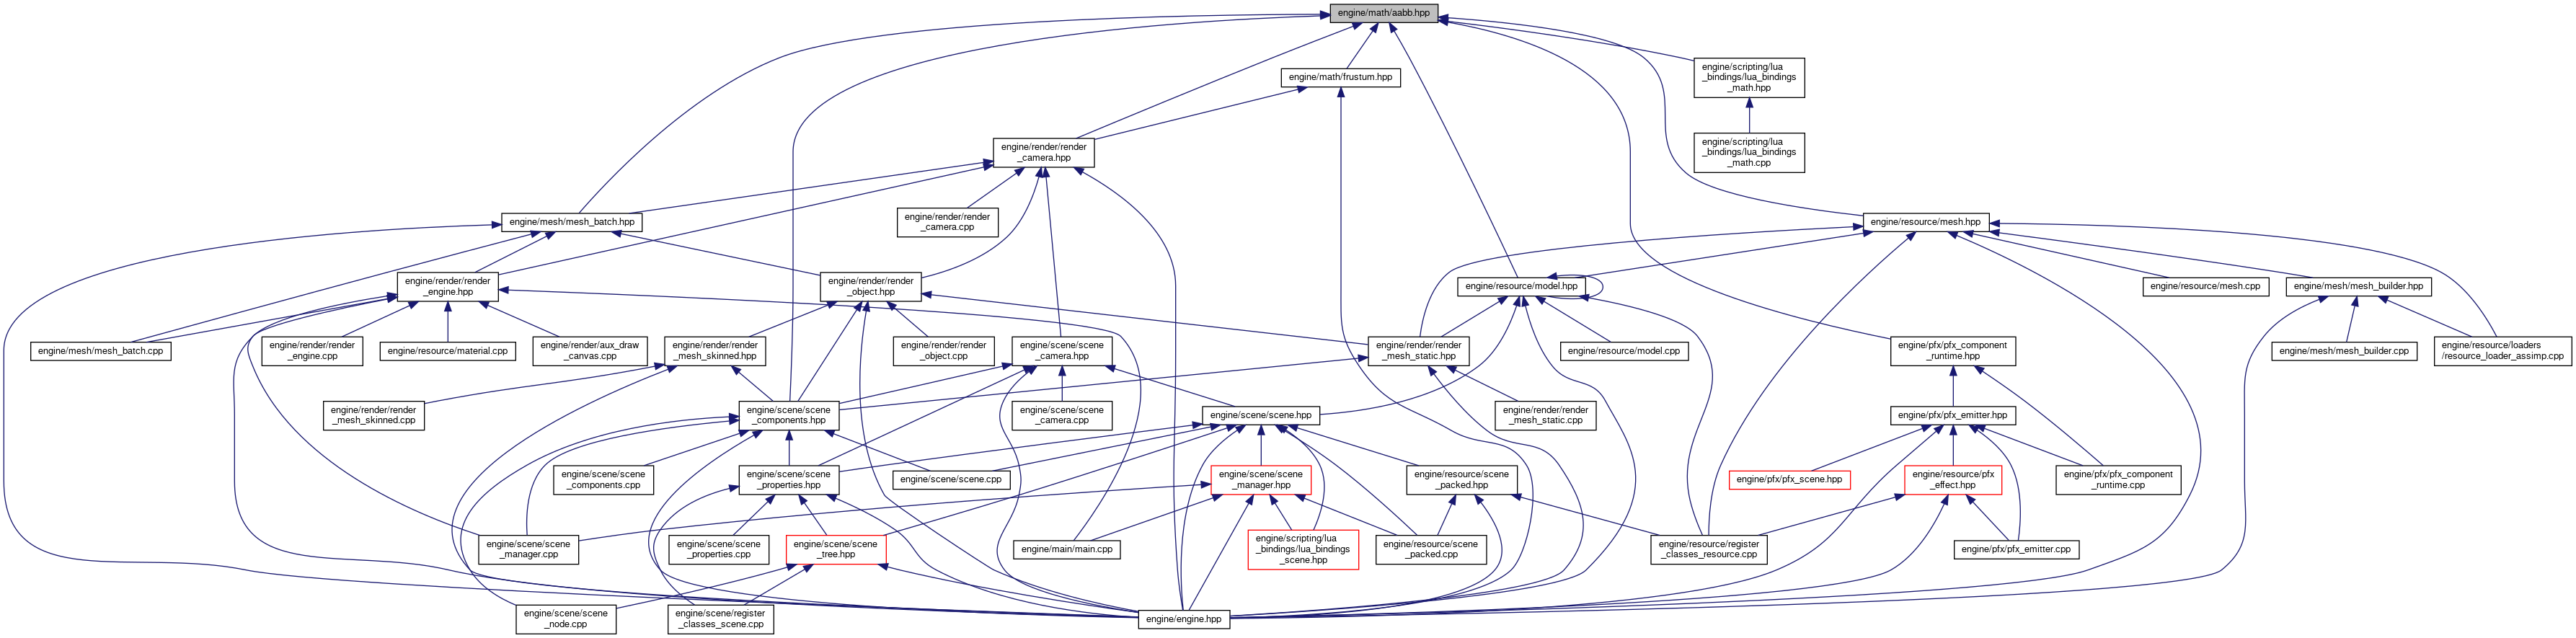 engine/math/aabb.hpp
engine/math/frustum.hpp
engine/scripting/lua
_bindings/lua_bindings
_math.hpp
engine/render/render
_camera.hpp
engine/scripting/lua
_bindings/lua_bindings
_math.cpp
engine/mesh/mesh_batch.hpp
engine/render/render
_camera.cpp
engine/resource/mesh.hpp
engine/render/render
_engine.hpp
engine/render/render
_object.hpp
engine/resource/model.hpp
engine/resource/mesh.cpp
engine/mesh/mesh_builder.hpp
engine/mesh/mesh_batch.cpp
engine/render/render
_engine.cpp
engine/resource/material.cpp
engine/render/aux_draw
_canvas.cpp
engine/render/render
_mesh_skinned.hpp
engine/render/render
_object.cpp
engine/scene/scene
_camera.hpp
engine/render/render
_mesh_static.hpp
engine/resource/model.cpp
engine/pfx/pfx_component
_runtime.hpp
engine/mesh/mesh_builder.cpp
engine/resource/loaders
/resource_loader_assimp.cpp
engine/render/render
_mesh_skinned.cpp
engine/scene/scene
_components.hpp
engine/scene/scene
_camera.cpp
engine/scene/scene.hpp
engine/render/render
_mesh_static.cpp
engine/pfx/pfx_emitter.hpp
engine/scene/scene
_components.cpp
engine/scene/scene
_properties.hpp
engine/scene/scene.cpp
engine/scene/scene
_manager.hpp
engine/resource/scene
_packed.hpp
engine/pfx/pfx_scene.hpp
engine/resource/pfx
_effect.hpp
engine/pfx/pfx_component
_runtime.cpp
engine/scene/scene
_manager.cpp
engine/scene/scene
_properties.cpp
engine/scene/scene
_tree.hpp
engine/main/main.cpp
engine/scripting/lua
_bindings/lua_bindings
_scene.hpp
engine/resource/scene
_packed.cpp
engine/resource/register
_classes_resource.cpp
engine/pfx/pfx_emitter.cpp
engine/scene/scene
_node.cpp
engine/scene/register
_classes_scene.cpp
engine/engine.hpp